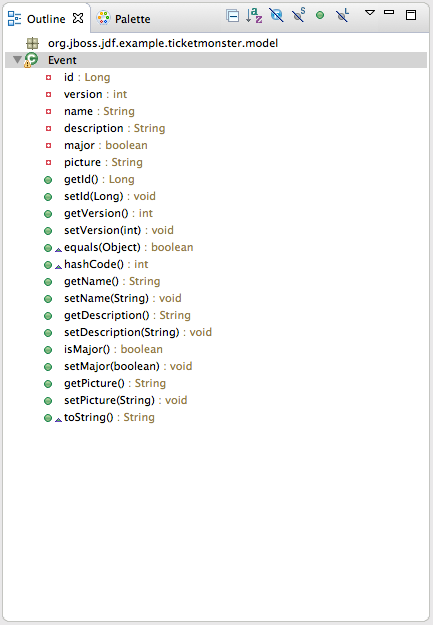 Outline Palette
org.jboss.jdf.example.ticketmonster.model
Event
id : Long
version : int
name : String
description : String
major : boolean
picture : String
getId() : Long
setId(Long) : void
getVersion() : int
setVersion(int) : void
equals(Object) : boolean
hashCode() : int
getName() : String
setName(String) : void
getDescription() : String
setDescription(String) : void
isMajor() : boolean
setMajor(boolean) : void
getPicture() : String
setPicture(String) : void
toString() : String